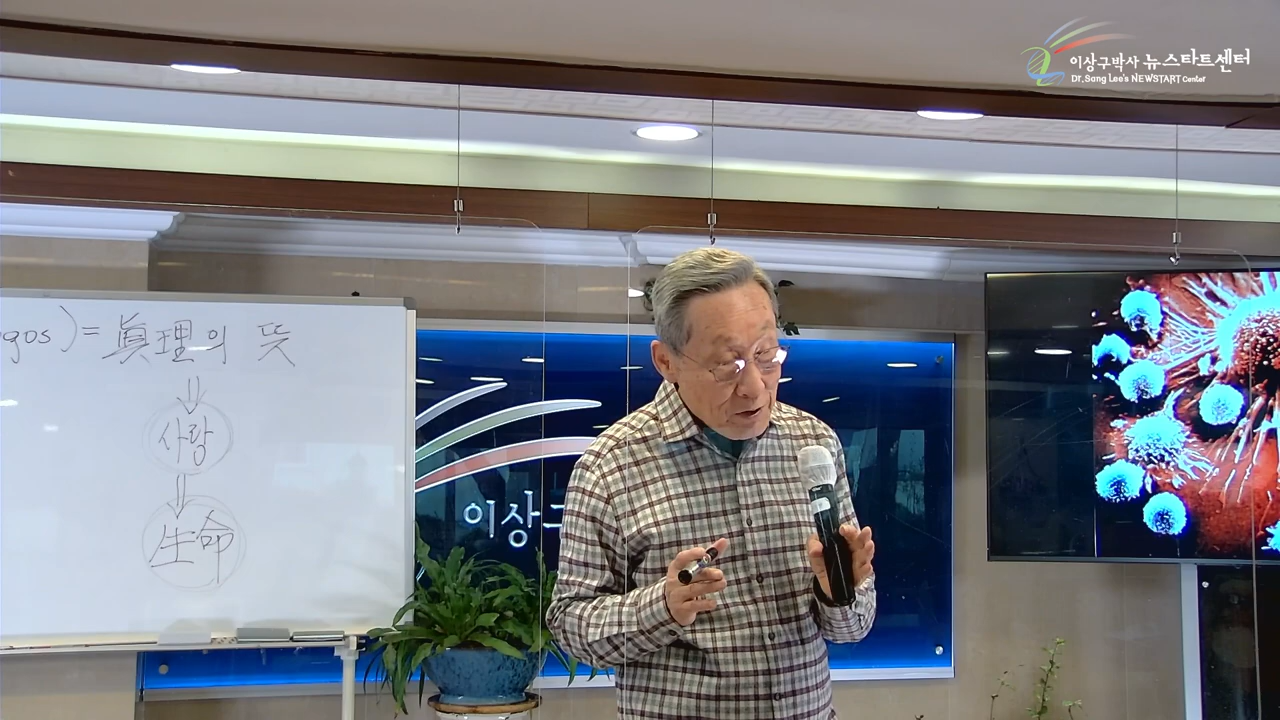 이상구박사 뉴스타트센터
Dr. Sang Lee's NEWSTART Center
gos) = 眞理의 뜻
사랑
生命
이상구